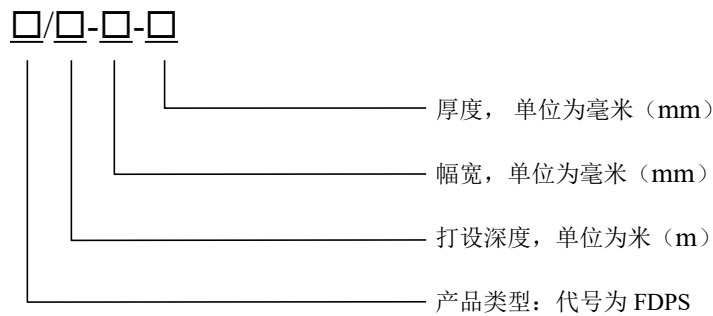 □/□-□-□
厚度， 单位为毫米（mm）
幅宽，单位为毫米（mm）
打设深度，单位为米（m）
产品类型：代号为 FDPS